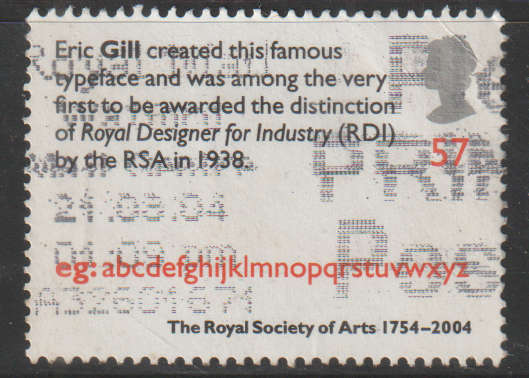 Eric Gill created this famous
typeface and was among the very
first to be awarded the distinction
of Royal Designer for Industry (RDI)
by the RSA in 1938.
57
eg: abcdefghijklmnopqrstuvwxyz
The Royal Society of Arts 1754–2004
Royal